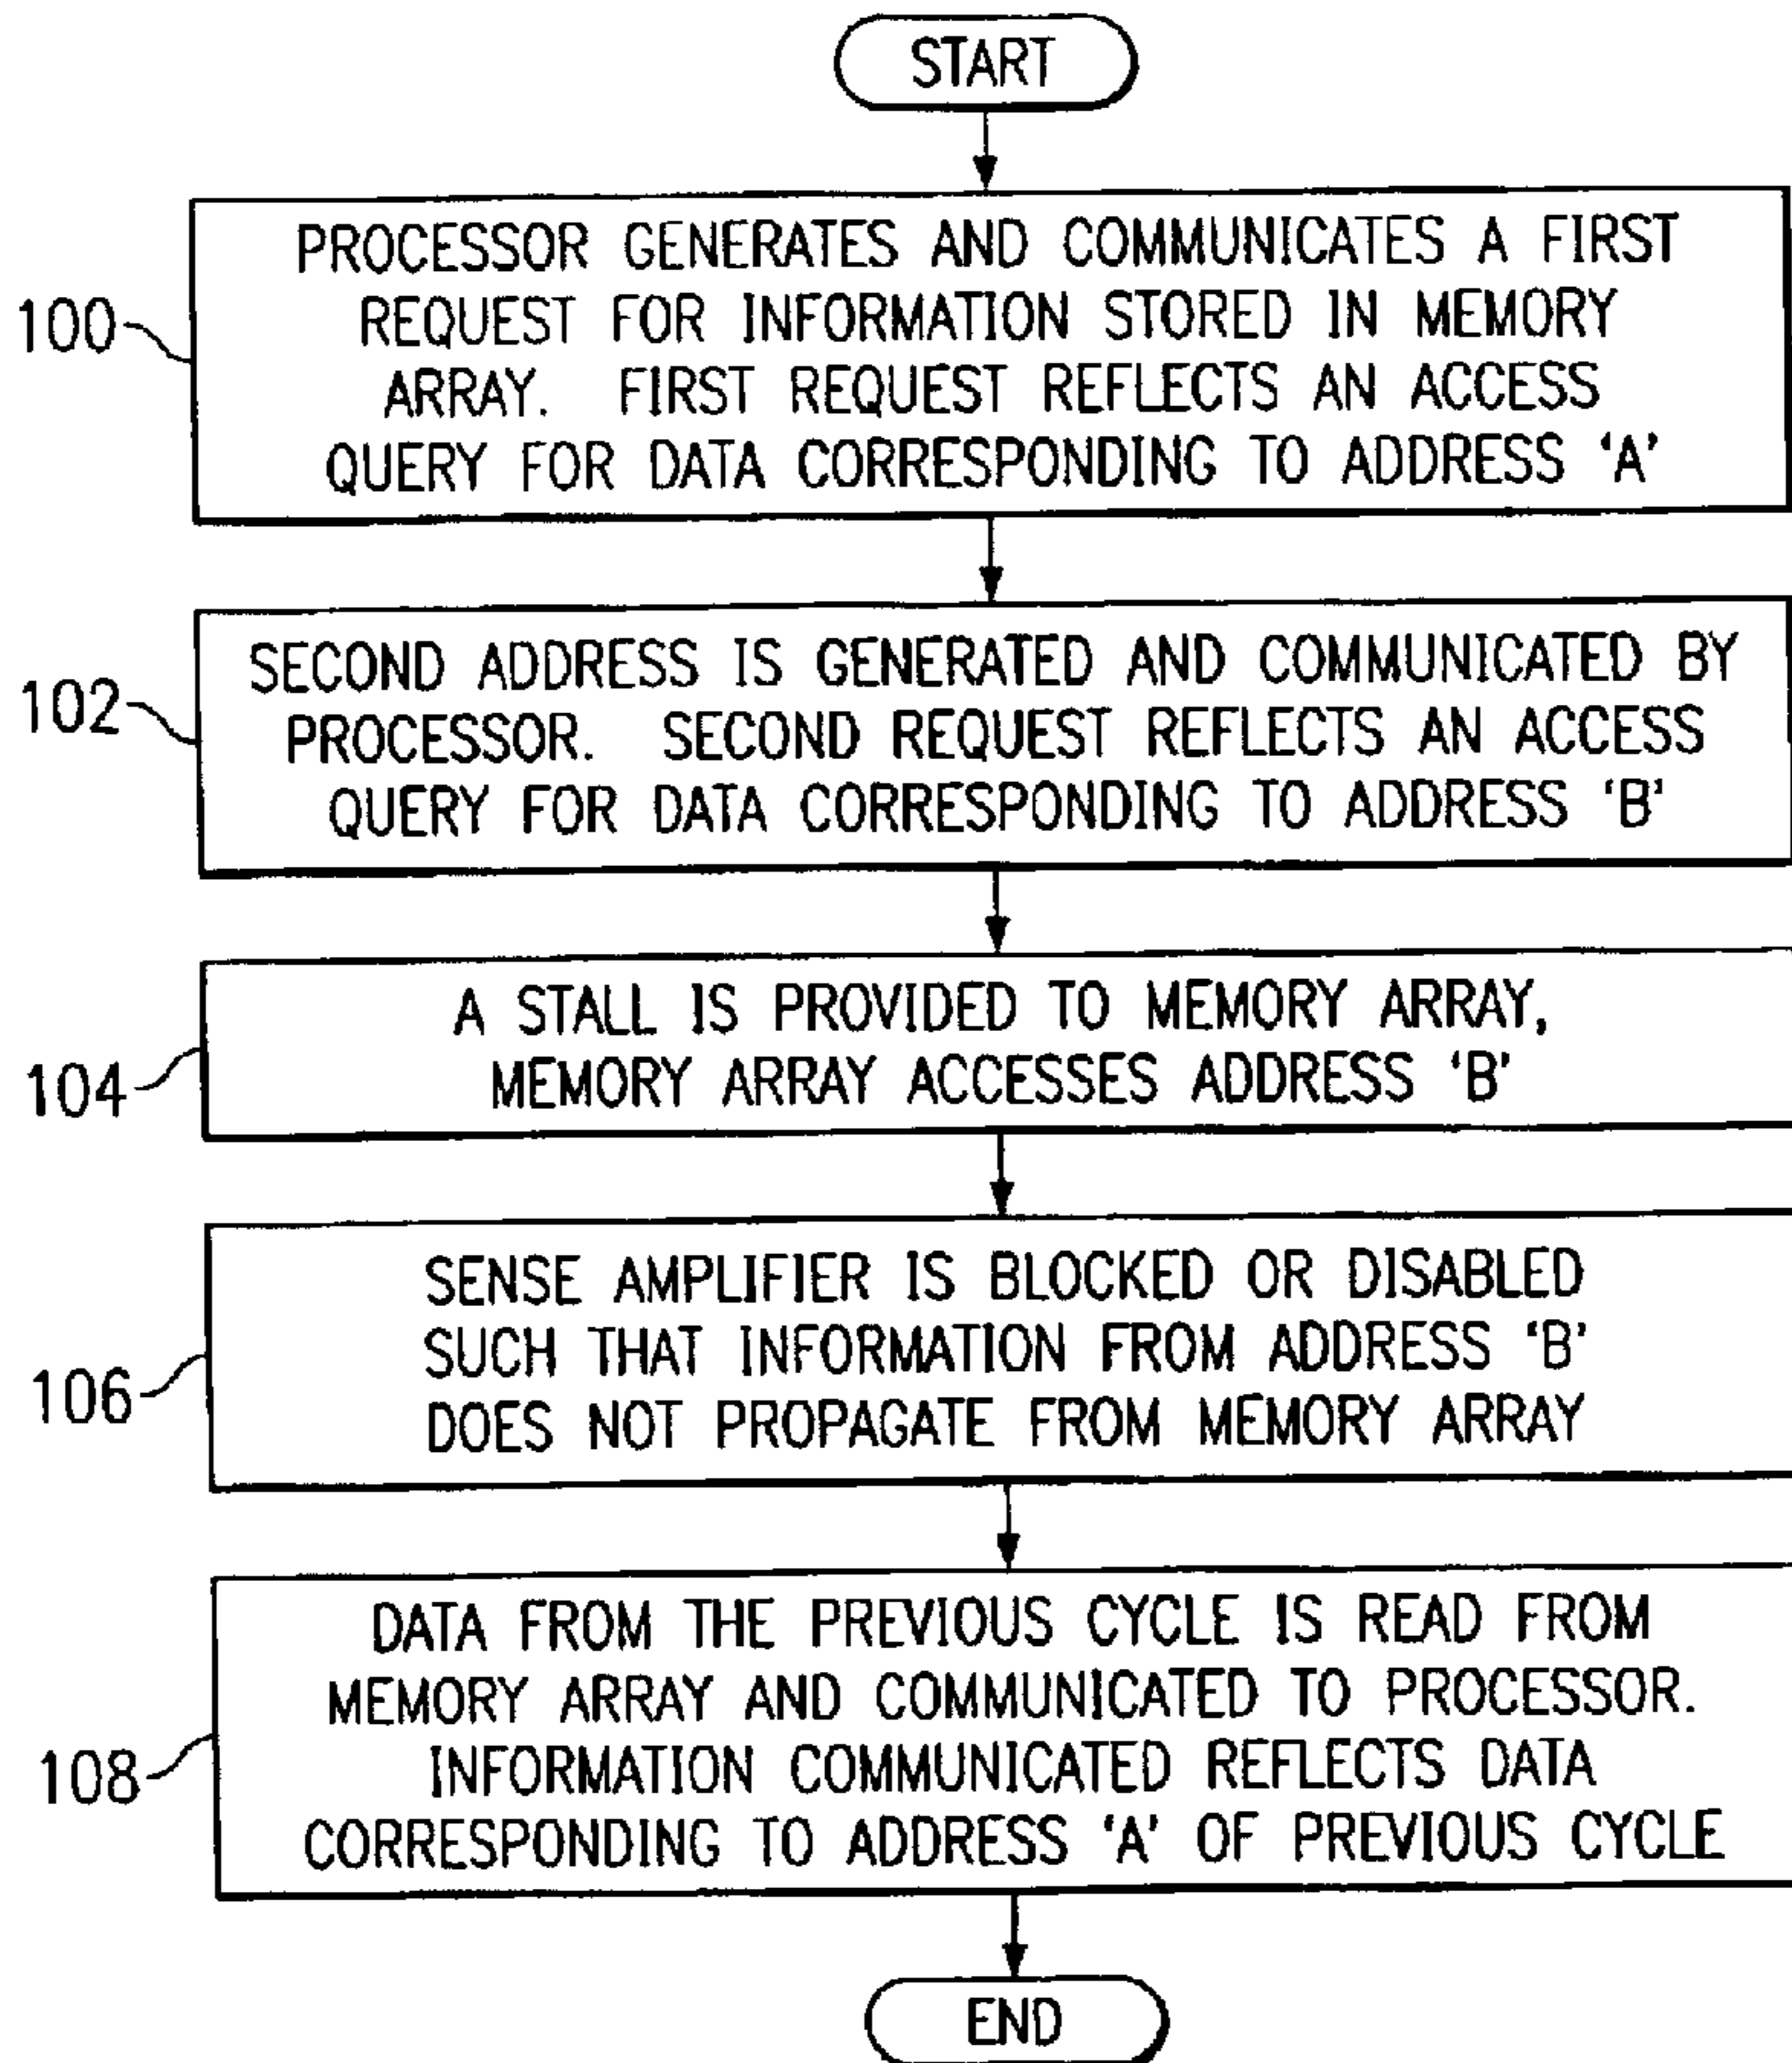 START
100
PROCESSOR GENERATES AND COMMUNICATES A FIRST
REQUEST FOR INFORMATION STORED IN MEMORY
ARRAY. FIRST REQUEST REFLECTS AN ACCESS
QUERY FOR DATA CORRESPONDING TO ADDRESS ‘A’
102
SECOND ADDRESS IS GENERATED AND COMMUNICATED BY
PROCESSOR. SECOND REQUEST REFLECTS AN ACCESS
QUERY FOR DATA CORRESPONDING TO ADDRESS ‘B’
104
A STALL IS PROVIDED TO MEMORY ARRAY,
MEMORY ARRAY ACCESSES ADDRESS ‘B’
106
SENSE AMPLIFIER IS BLOCKED OR DISABLED
SUCH THAT INFORMATION FROM ADDRESS ‘B’
DOES NOT PROPAGATE FROM MEMORY ARRAY
108
DATA FROM THE PREVIOUS CYCLE IS READ FROM
MEMORY ARRAY AND COMMUNICATED TO PROCESSOR.
INFORMATION COMMUNICATED REFLECTS DATA
CORRESPONDING TO ADDRESS ‘A’ OF PREVIOUS CYCLE
END